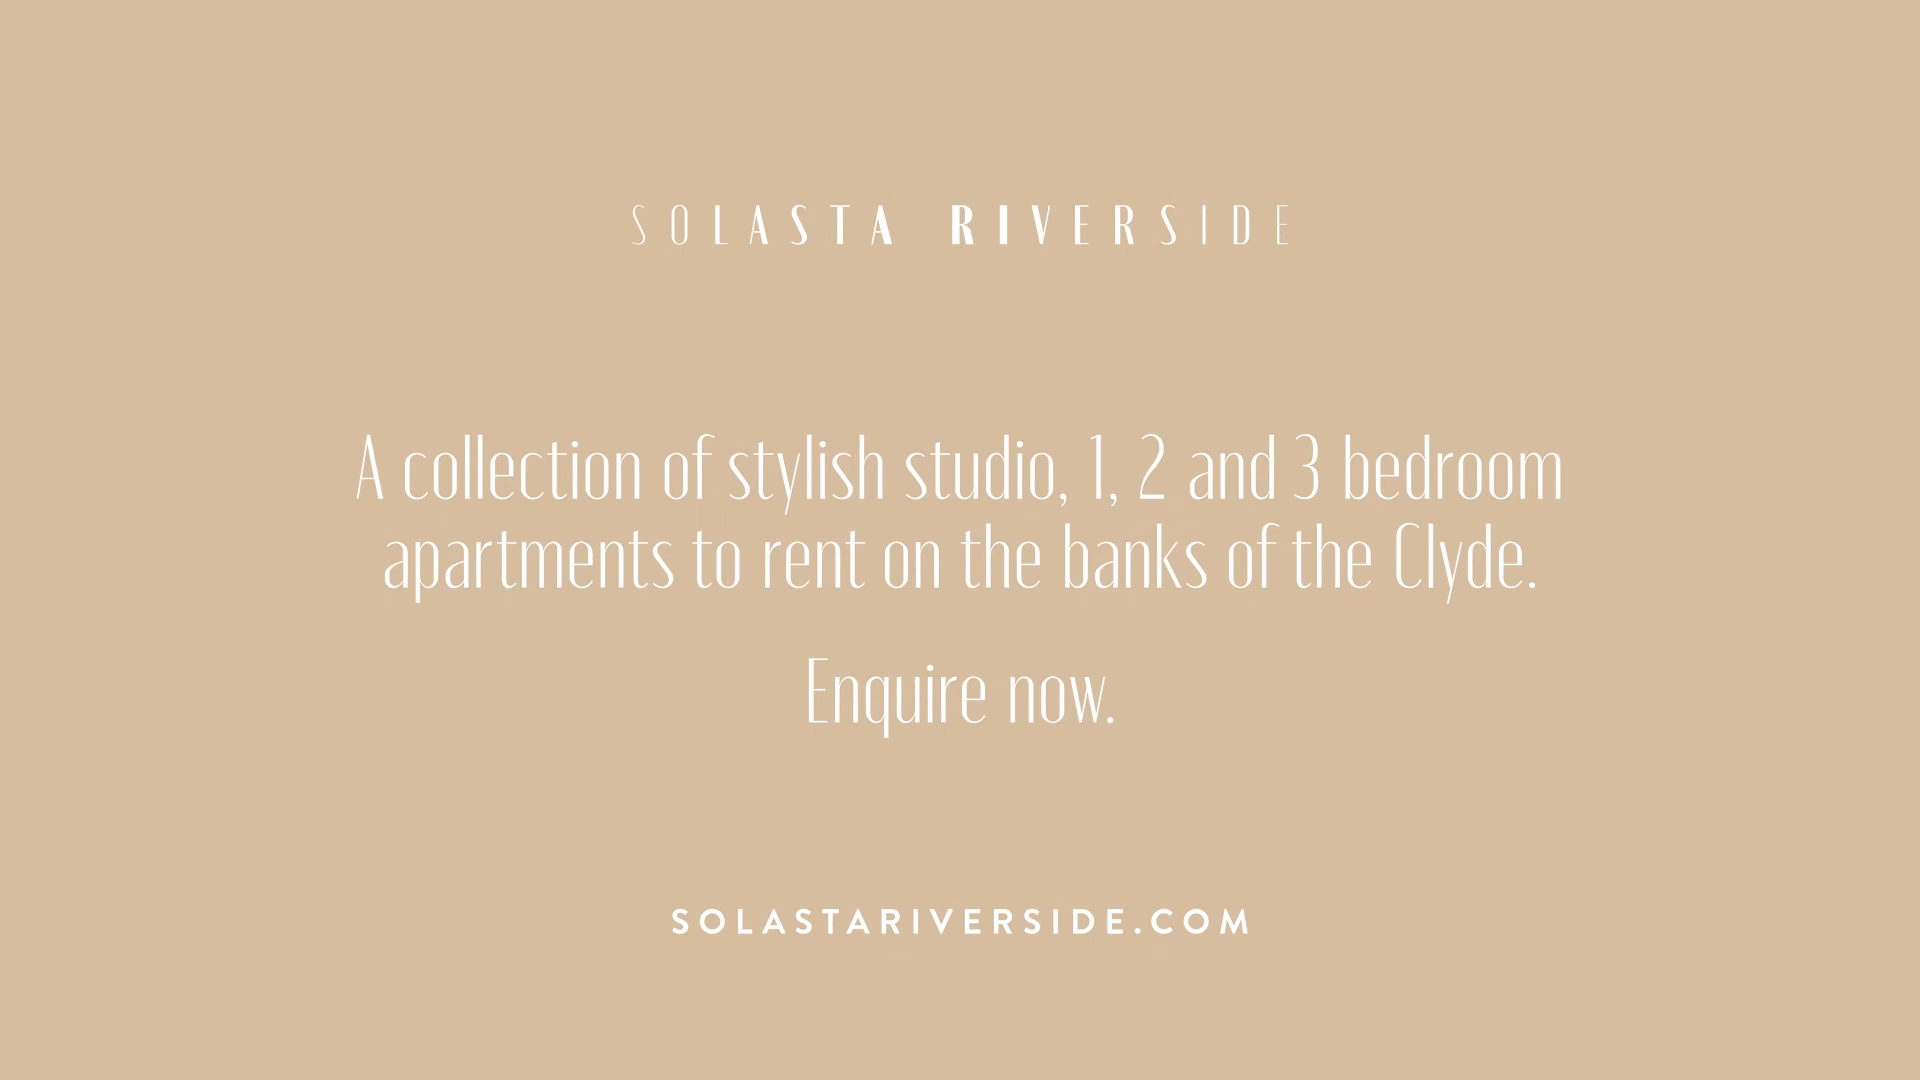 SOLASTA RIVERSIDE
A collection of stylish studio, 1, 2 and 3 bedroom
apartments to rent on the banks of the Clyde.
Enquire now.
SOLASTARIVERSIDE.COM